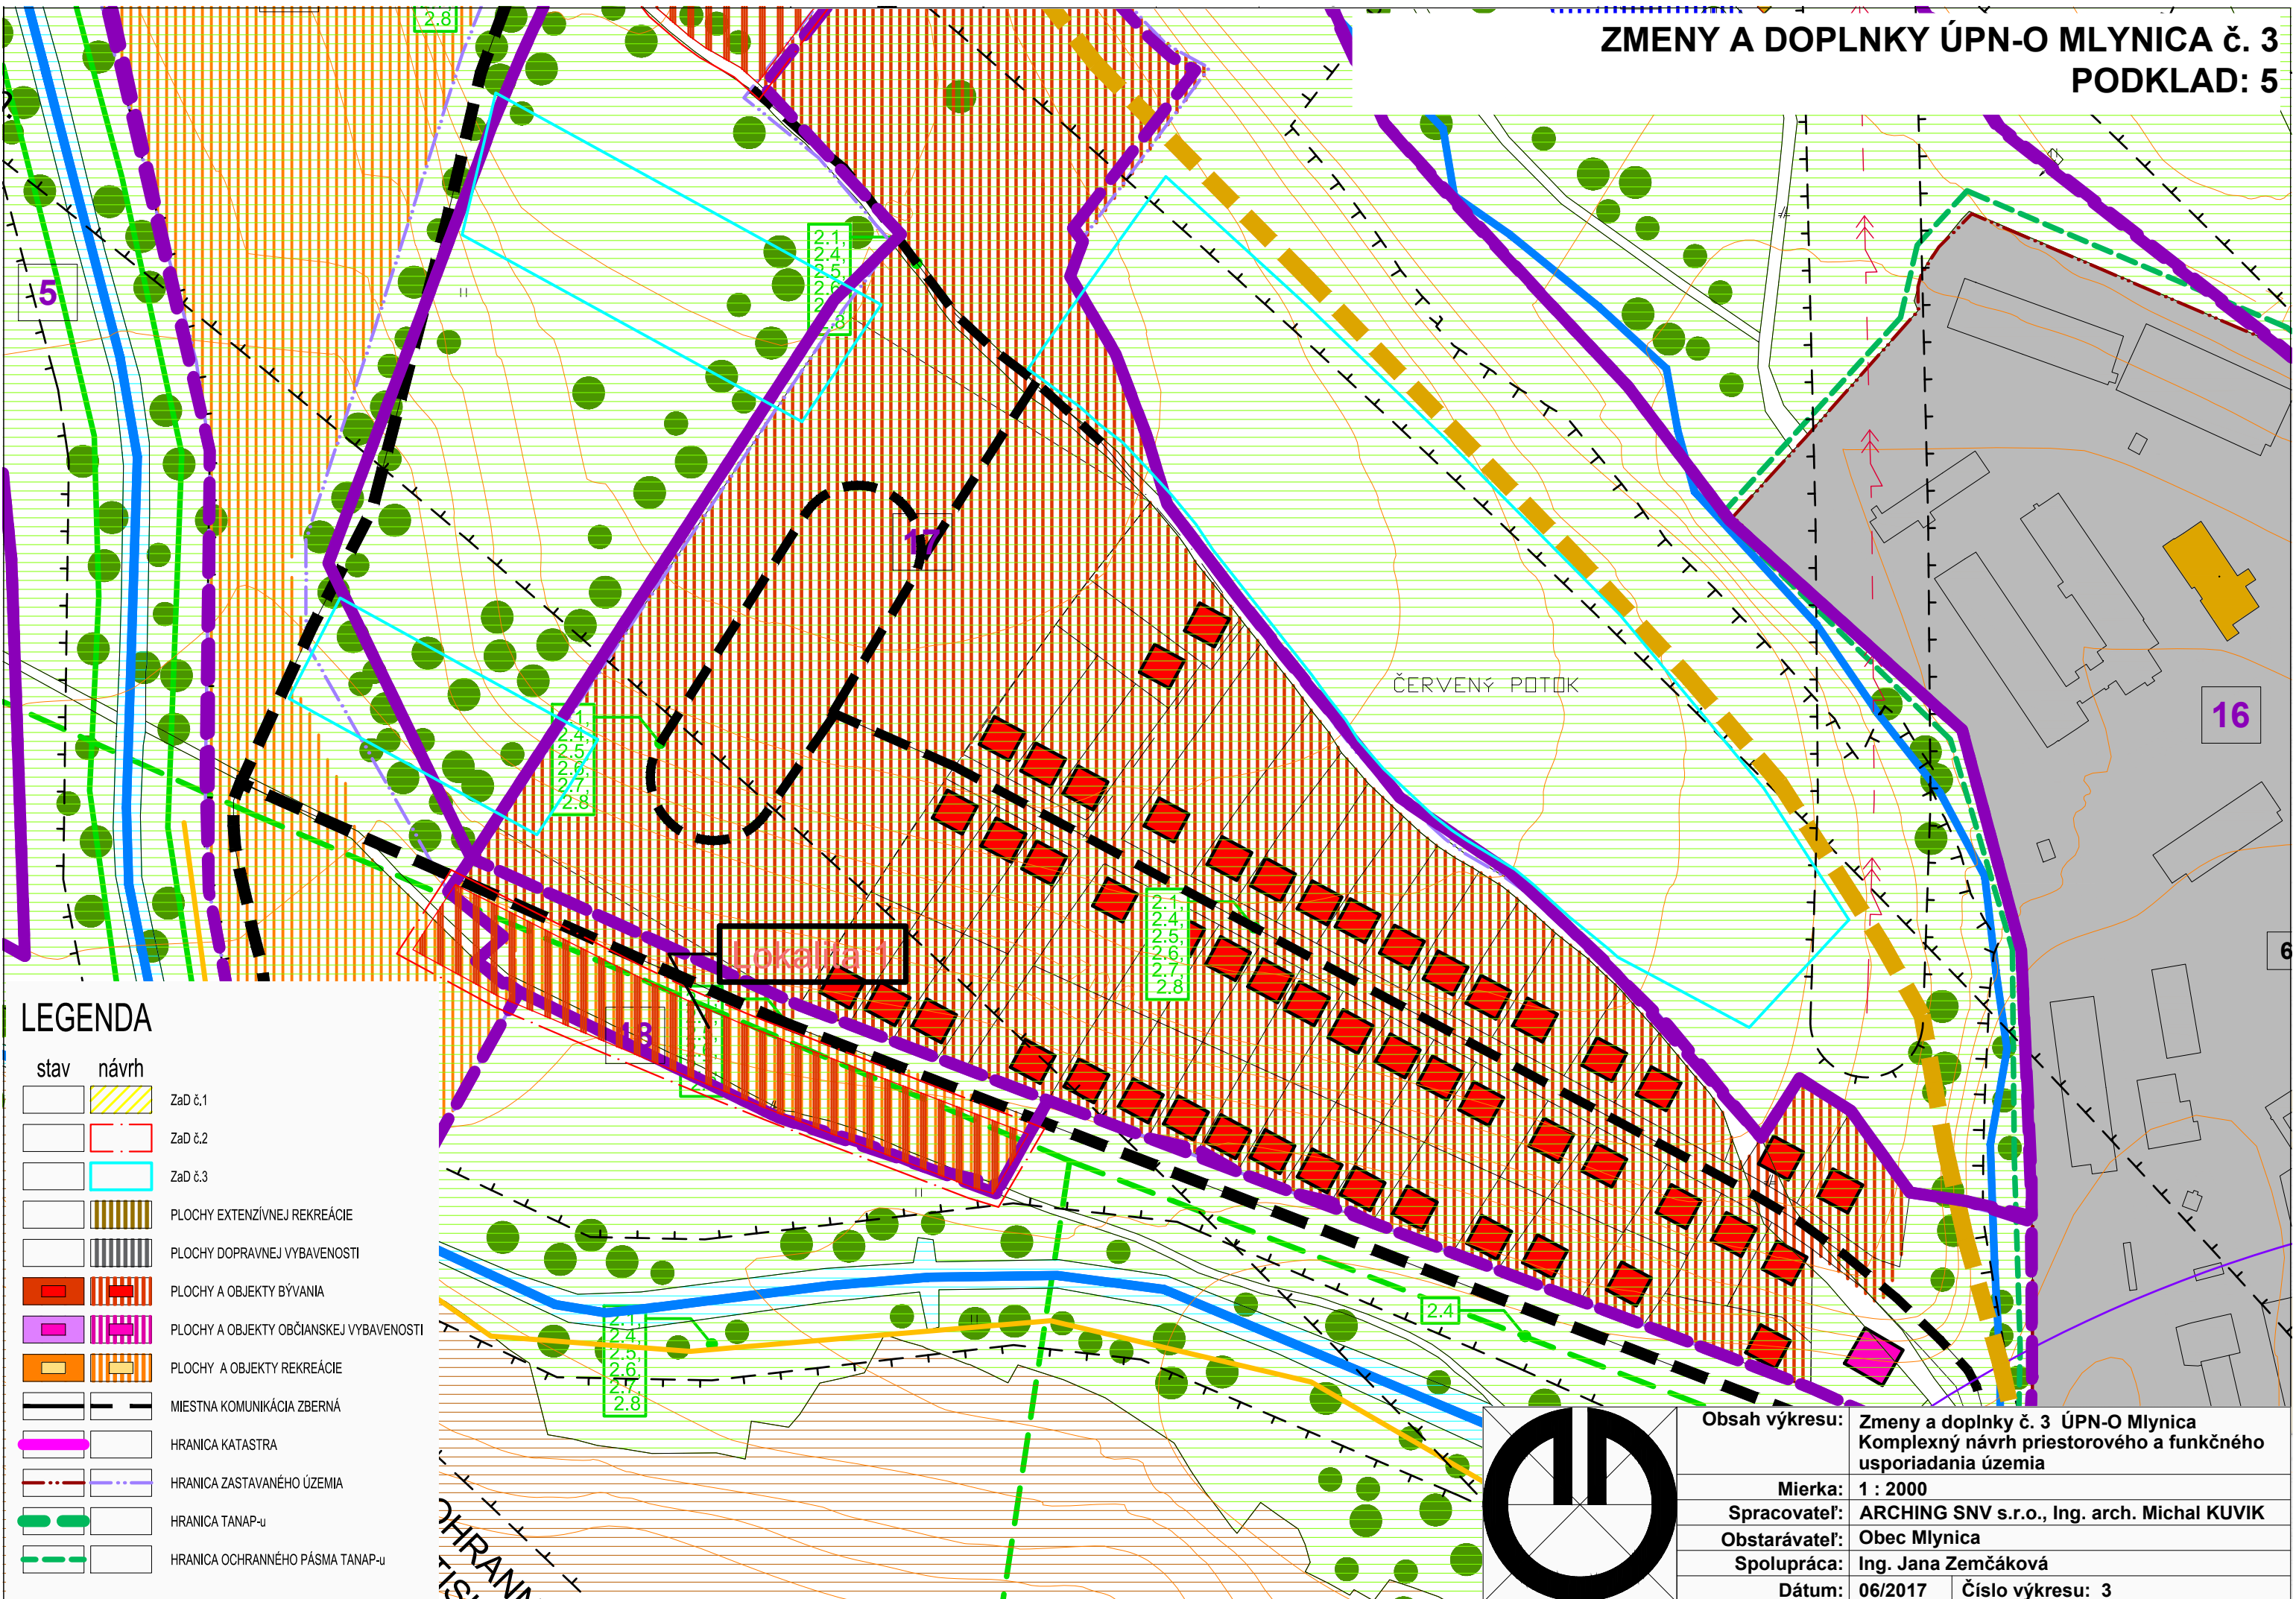 ZMENY A DOPLNKY ÚPN-O MLYNICA č. 3
PODKLAD: 5
2.8
5
2.1,
2.4,
2.5,
2.6,
2.8
17
ČERVENÝ POTOK
16
2.4,
2.5,
2.6,
2.7,
2.8
Lokalita 1
2.1,
2.4,
2.5,
2.6,
2.7,
2.8
6
18
2.4
2.1,
2.4,
2.5,
2.6,
2.7,
2.8
LEGENDA
stav návrh
ZaD č.1
ZaD č.2
ZaD č.3
PLOCHY EXTENZÍVNEJ REKREÁCIE
PLOCHY DOPRAVNEJ VYBAVENOSTI
PLOCHY A OBJEKTY BÝVANIA
PLOCHY A OBJEKTY OBČIANSKEJ VYBAVENOSTI
PLOCHY A OBJEKTY REKREÁCIE
MIESTNA KOMUNIKÁCIA ZBERNÁ
HRANICA KATASTRA
HRANICA ZASTAVANÉHO ÚZEMIA
HRANICA TANAP-u
HRANICA OCHRANNÉHO PÁSMA TANAP-u
Obsah výkresu: Zmeny a doplnky č. 3 ÚPN-O Mlynica
Komplexný návrh priestorového a funkčného
usporiadania územia
Mierka: 1 : 2000
Spracovateľ: ARCHING SNV s.r.o., Ing. arch. Michal KUVIK
Obstarávateľ: Obec Mlynica
Spolupráca: Ing. Jana Zemčáková
Dátum: 06/2017 Číslo výkresu: 3